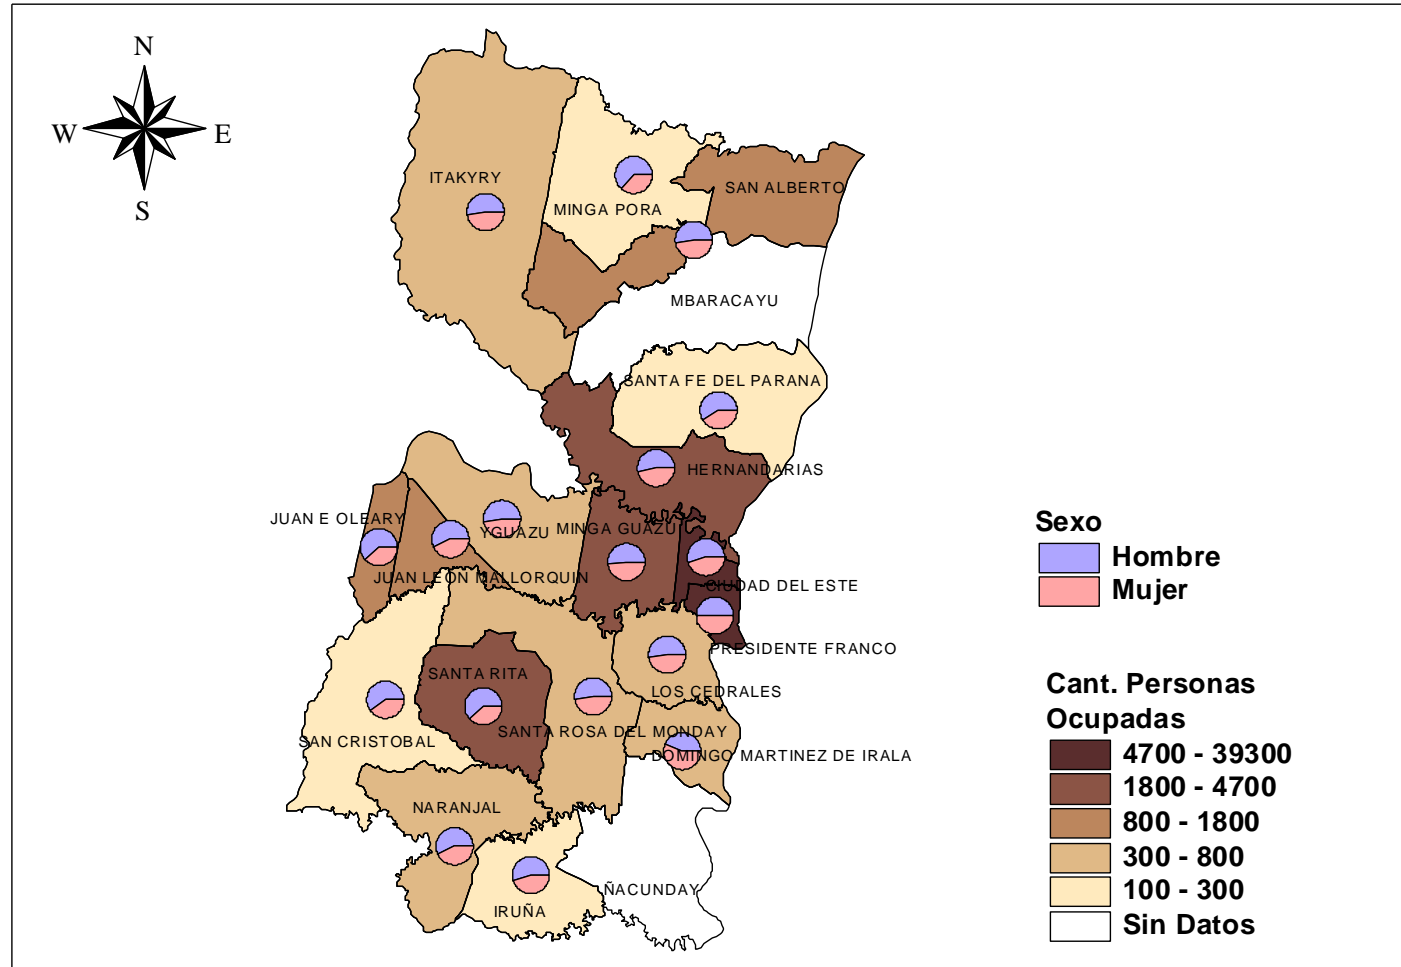 N
W
E
S
ITAKYRY
SAN ALBERTO
MINGA PORA
MBARACAYU
SANTA FE DEL PARANA
HERNANDARIAS
JUAN E OLEARY
YGUAZU
MINGA GUAZU
JUAN LEON MALLORQUIN
CIUDAD DEL ESTE
PRESIDENTE FRANCO
SANTA RITA
LOS CEDRALES
SANTA ROSA DEL MONDAY
SAN CRISTOBAL
DOMINGO MARTINEZ DE IRALA
NARANJAL
ÑACUNDAY
IRUÑA
Sexo
Hombre
Mujer
Cant. Personas
Ocupadas
4700 - 39300
1800 - 4700
800 - 1800
300 - 800
100 - 300
Sin Datos